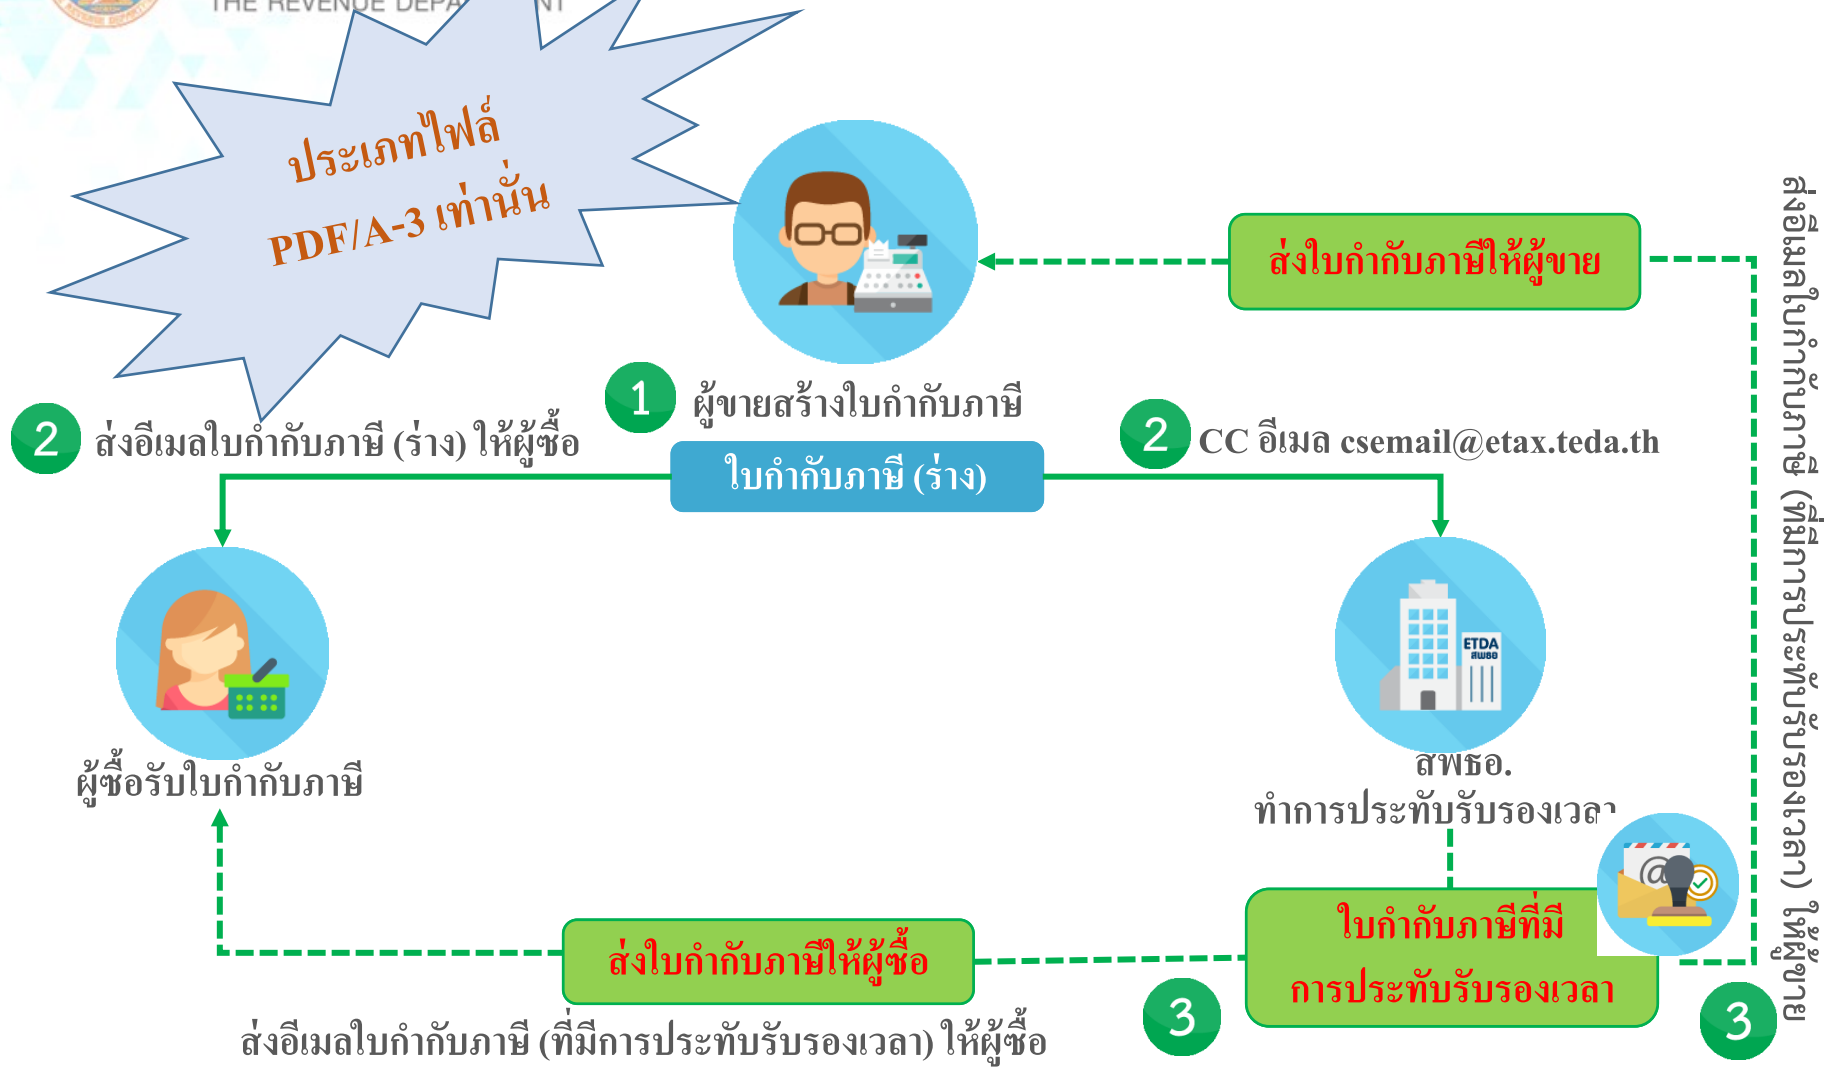 THE REVENUE DEPARTMENT
ประเภทไฟล์
PDF/A-3 เท่านั่น
ส่งใบกำกับภาษีให้ผู้ขาย
1 ผู้ขายสร้างใบกำกับภาษี
2 ส่งอีเมลใบกำกับภาษี (ร่าง) ให้ผู้ซื้อ
2 CC อีเมล csemail@etax.teda.th
ใบกำกับภาษี (ร่าง)
ETDA
สพธอ
ผู้ซื้อรับใบกำกับภาษี
สพธอ.
ทำการประทับรับรองเวลา
@
ใบกำกับภาษีที่มี
การประทับรับรองเวลา
ส่งใบกำกับภาษีให้ผู้ซื้อ
3
3
ส่งอีเมลใบกำกับภาษี (ที่มีการประทับรับรองเวลา) ให้ผู้ซื้อ
ส่งอีเมลใบกำกับภาษี (ที่มีการประทับรับรองเวลา) ให้ผู้ขาย